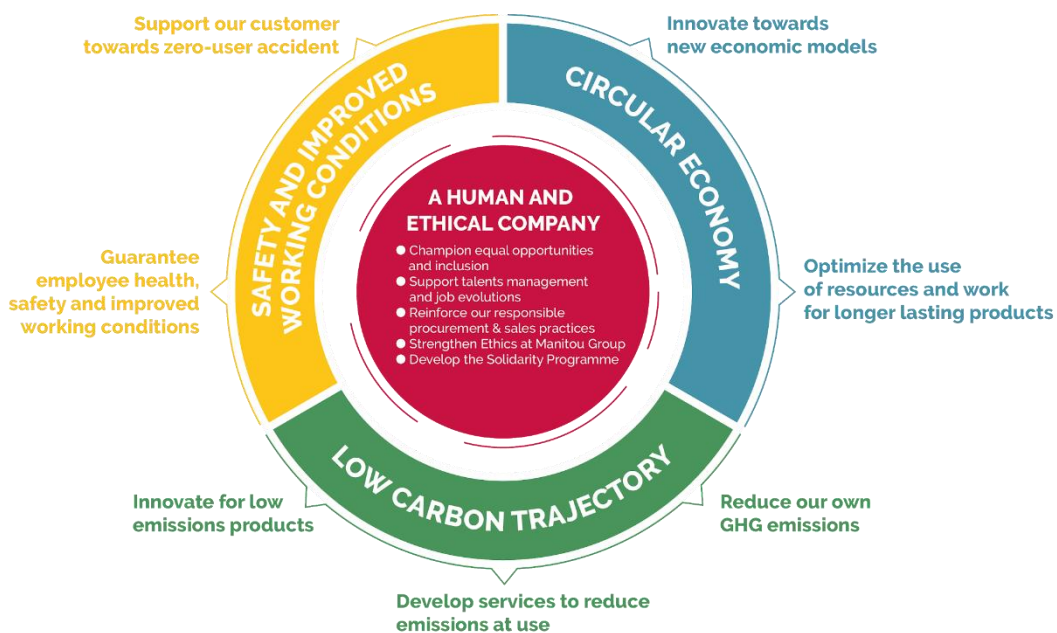 Support our customer
towards zero-user accident
Innovate towards
new economic models
SAFETY AND IMPROVED
WORKING CONDITIONS
CIRCULAR ECONOMY
A HUMAN AND
ETHICAL COMPANY
● Champion equal opportunities
and inclusion
● Support talents management
and job evolutions
● Reinforce our responsible
procurement & sales practices
● Strengthen Ethics at Manitou Group
● Develop the Solidarity Programme
Guarantee
employee health,
safety and improved
working conditions
Optimize the use
of resources and work
for longer lasting products
LOW CARBON TRAJECTORY
Innovate for low
emissions products
Reduce our own
GHG emissions
Develop services to reduce
emissions at use